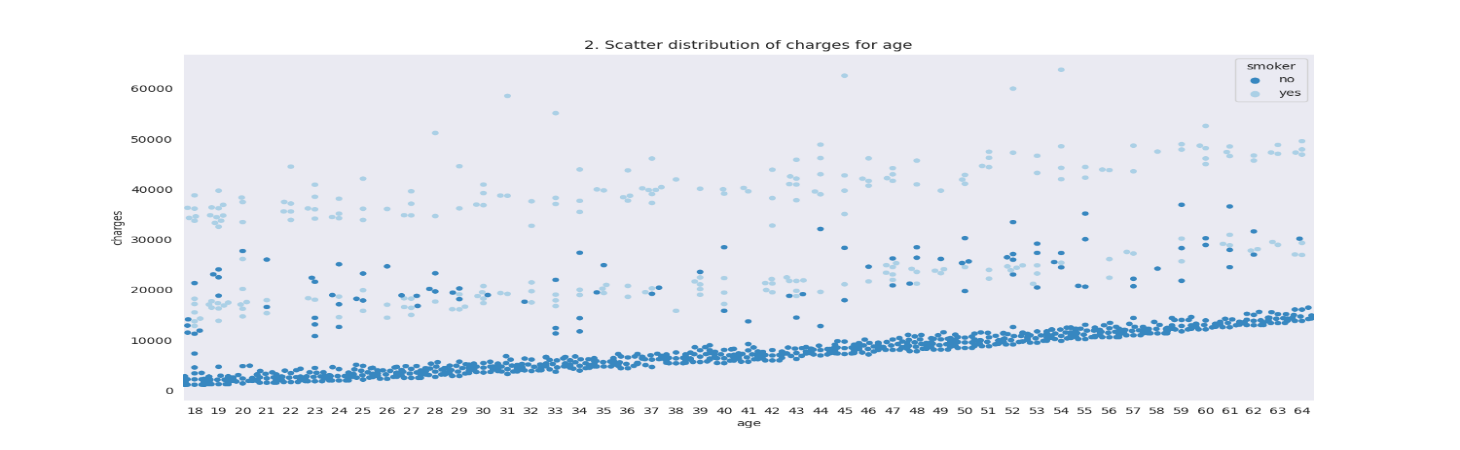 2. Scatter distribution of charges for age
smoker
no
yes
60000
50000
40000
30000
20000
10000
0
charges
18 19 20 21 22 23 24 25 26 27 28 29 30 31 32 33 34 35 36 37 38 39 40 41 42 43 44 45 46 47 48 49 50 51 52 53 54 55 56 57 58 59 60 61 62 63 64
age